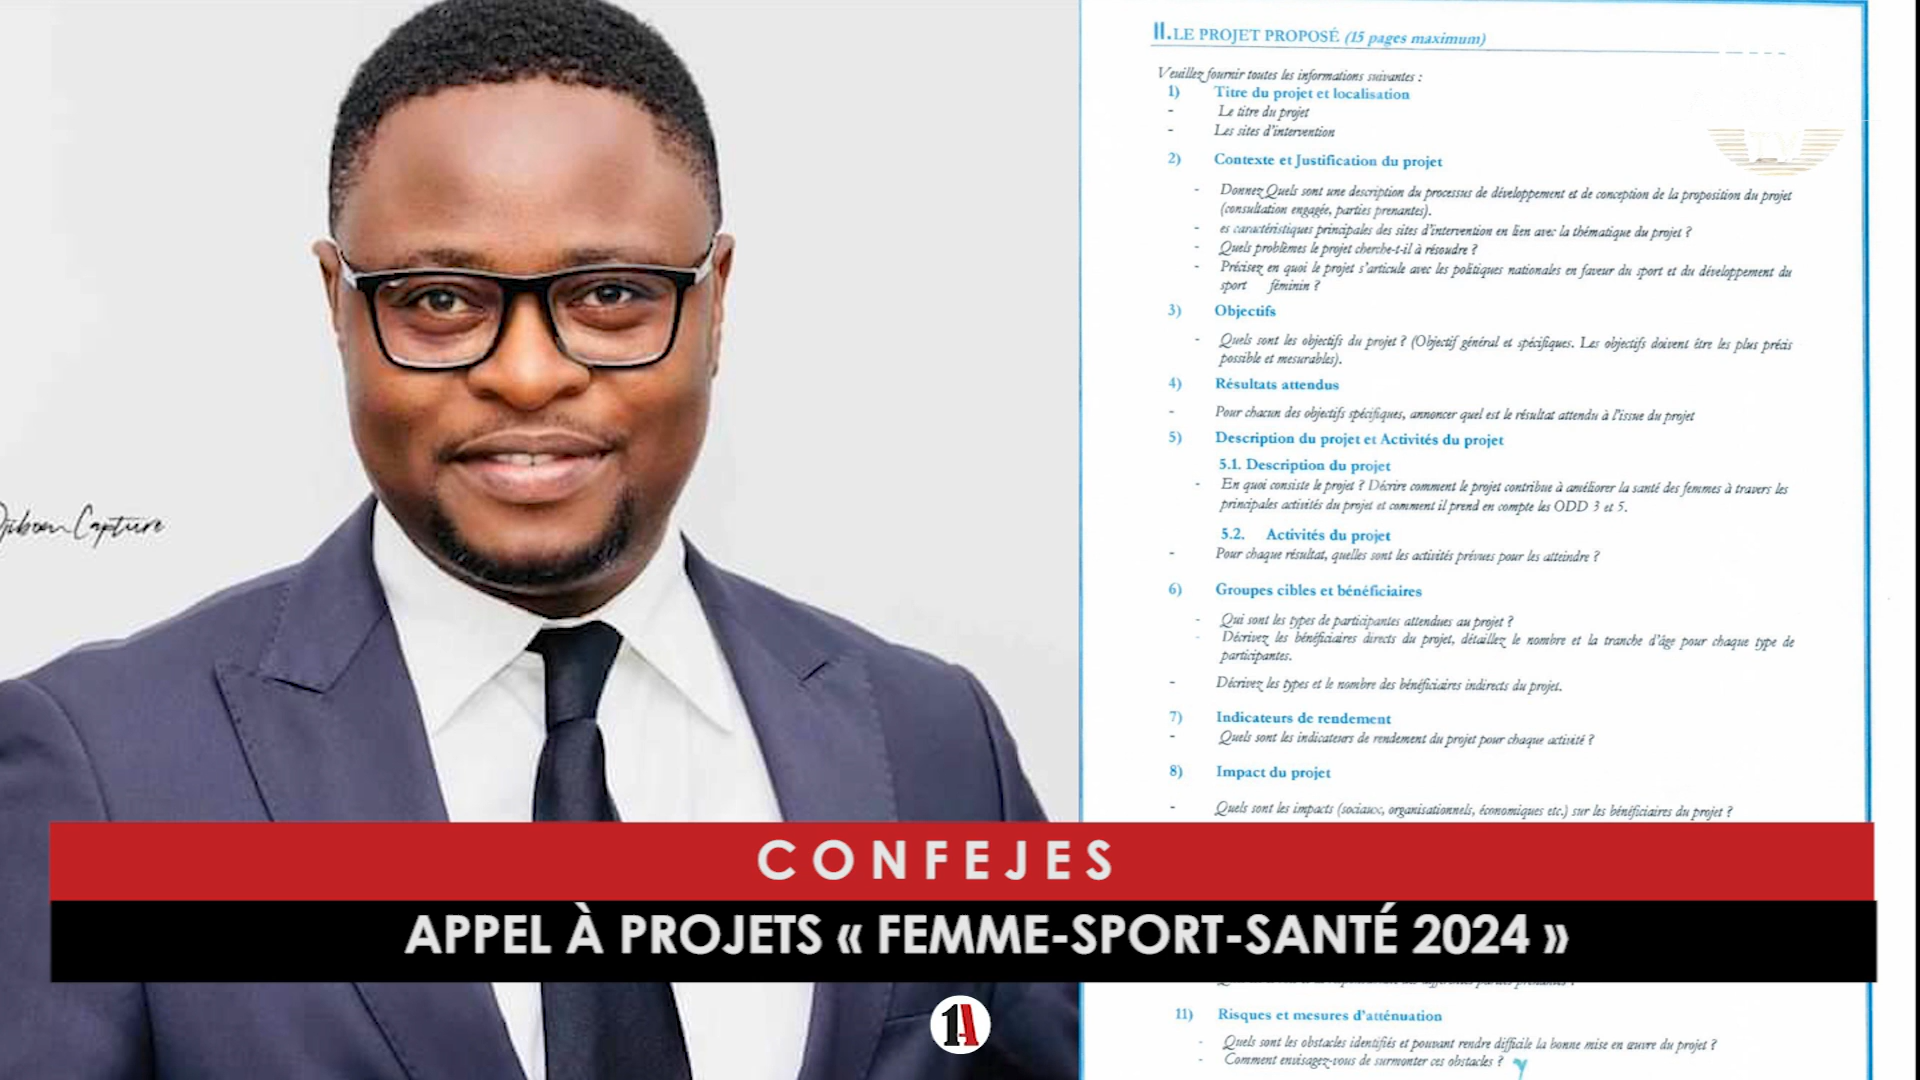 Djiboom Capture
II. LE PROJET PROPOSÉ (15 pages maximum)
Veuillez fournir toutes les informations suivantes :
1) Titre du projet et localisation
- Le titre du projet
- Les sites d'intervention
2) Contexte et Justification du projet
- Donnez Quels sont une description du processus de développement et de conception de la proposition du projet
(consultation engagée, parties prenantes).
- es caractéristiques principales des sites d'intervention en lien avec la thématique du projet ?
- Quels problèmes le projet cherche-t-il à résoudre ?
- Précisez en quoi le projet s'articule avec les politiques nationales en faveur du sport et du développement du
sport féminin ?
3) Objectifs
- Quels sont les objectifs du projet ? (Objectif général et spécifiques. Les objectifs doivent être les plus précis
possible et mesurables).
4) Résultats attendus
- Pour chacun des objectifs spécifiques, annoncer quel est le résultat attendu à l'issue du projet
5) Description du projet et Activités du projet
5.1. Description du projet
- En quoi consiste le projet ? Décrire comment le projet contribue à améliorer la santé des femmes à travers les
principales activités du projet et comment il prend en compte les ODD 3 et 5.
5.2. Activités du projet
- Pour chaque résultat, quelles sont les activités prévues pour les atteindre ?
6) Groupes cibles et bénéficiaires
- Qui sont les types de participantes attendues au projet ?
- Décrivez les bénéficiaires directs du projet, détaillez le nombre et la tranche d'âge pour chaque type de
participantes.
- Décrivez les types et le nombre des bénéficiaires indirects du projet.
7) Indicateurs de rendement
- Quels sont les indicateurs de rendement du projet pour chaque activité ?
8) Impact du projet
- Quels sont les impacts (sociaux, organisationnels, économiques etc.) sur les bénéficiaires du projet ?
CONFEJES
APPEL À PROJETS « FEMME-SPORT-SANTÉ 2024 »
11) Risques et mesures d'atténuation
- Quels sont les obstacles identifiés et pouvant rendre difficile la bonne mise en œuvre du projet ?
- Comment envisagez-vous de surmonter ces obstacles ?
1A
TV